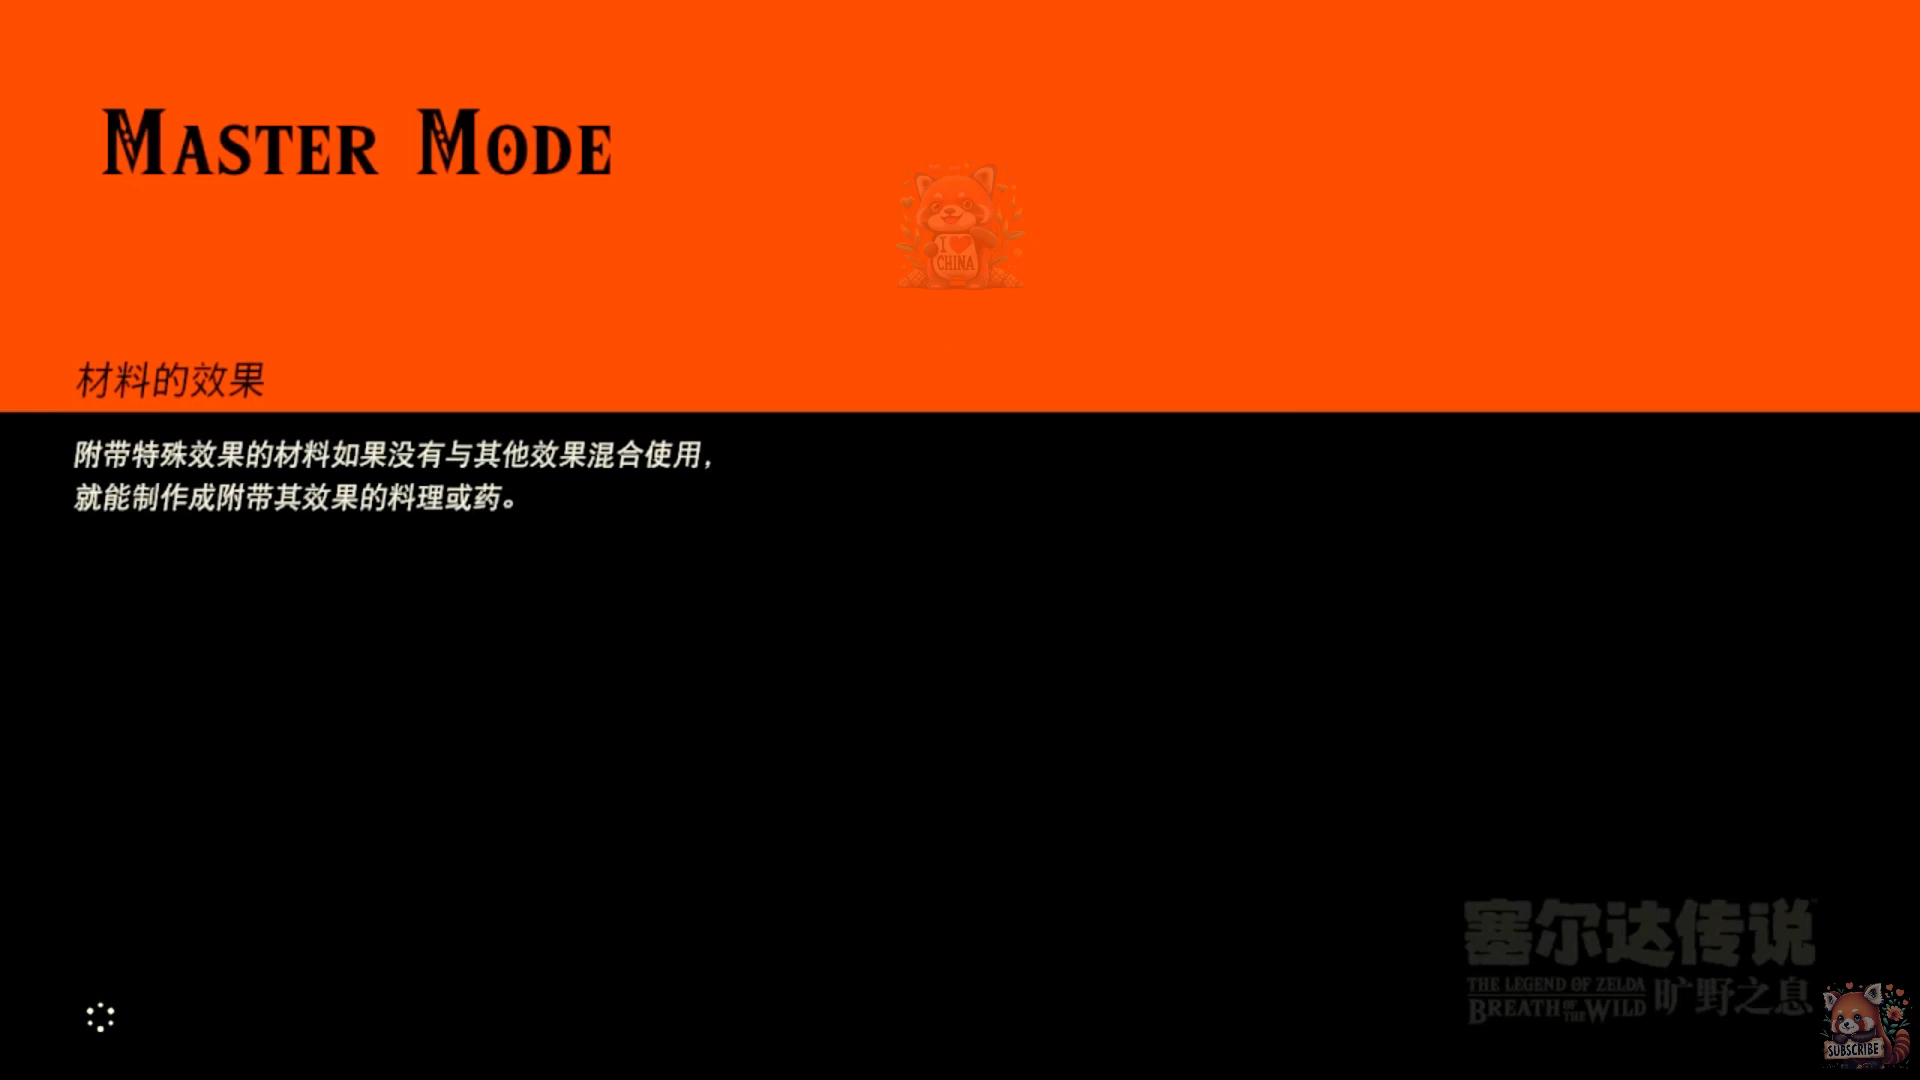 MASTER MODE
I ❤ CHINA
材料的效果
附带特殊效果的材料如果没有与其他效果混合使用，
就能制作成附带其效果的料理或药。
塞尔达传说
THE LEGEND OF ZELDA
BREATH OF THE WILD
旷野之息
SUBSCRIBE